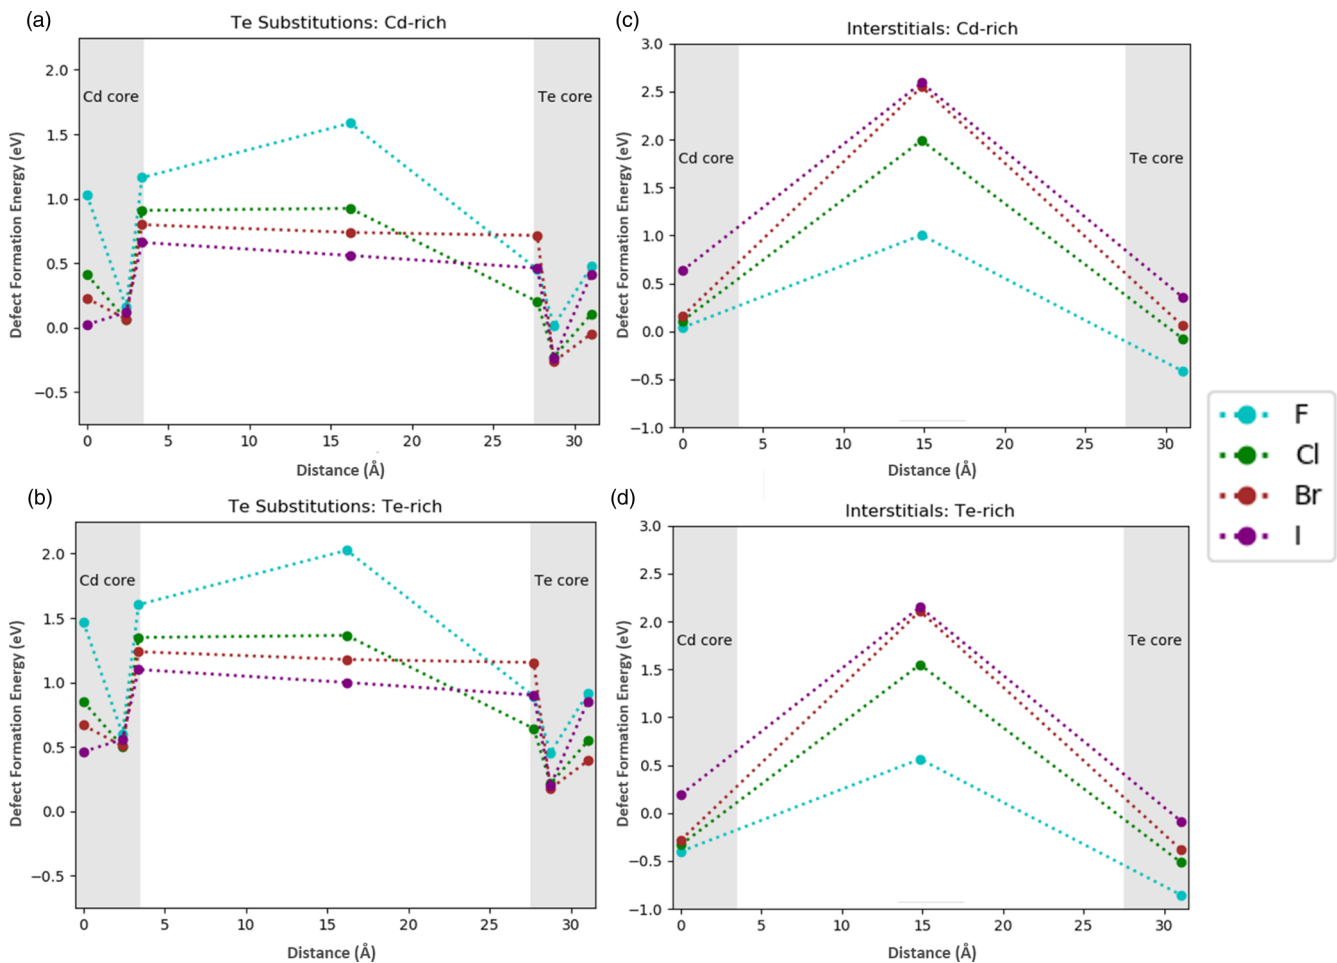 (a)
Te Substitutions: Cd-rich
Defect Formation Energy (eV)
2.0
1.5
1.0
0.5
0.0
−0.5
Cd core
Te core
0 5 10 15 20 25 30
Distance (Å)
(c)
Interstitials: Cd-rich
Defect Formation Energy (eV)
3.0
2.5
2.0
1.5
1.0
0.5
0.0
−0.5
−1.0
Cd core
Te core
0 5 10 15 20 25 30
Distance (Å)
F
Cl
Br
I
(b)
Te Substitutions: Te-rich
Defect Formation Energy (eV)
2.0
1.5
1.0
0.5
0.0
−0.5
Cd core
Te core
0 5 10 15 20 25 30
Distance (Å)
(d)
Interstitials: Te-rich
Defect Formation Energy (eV)
3.0
2.5
2.0
1.5
1.0
0.5
0.0
−0.5
−1.0
Cd core
Te core
0 5 10 15 20 25 30
Distance (Å)